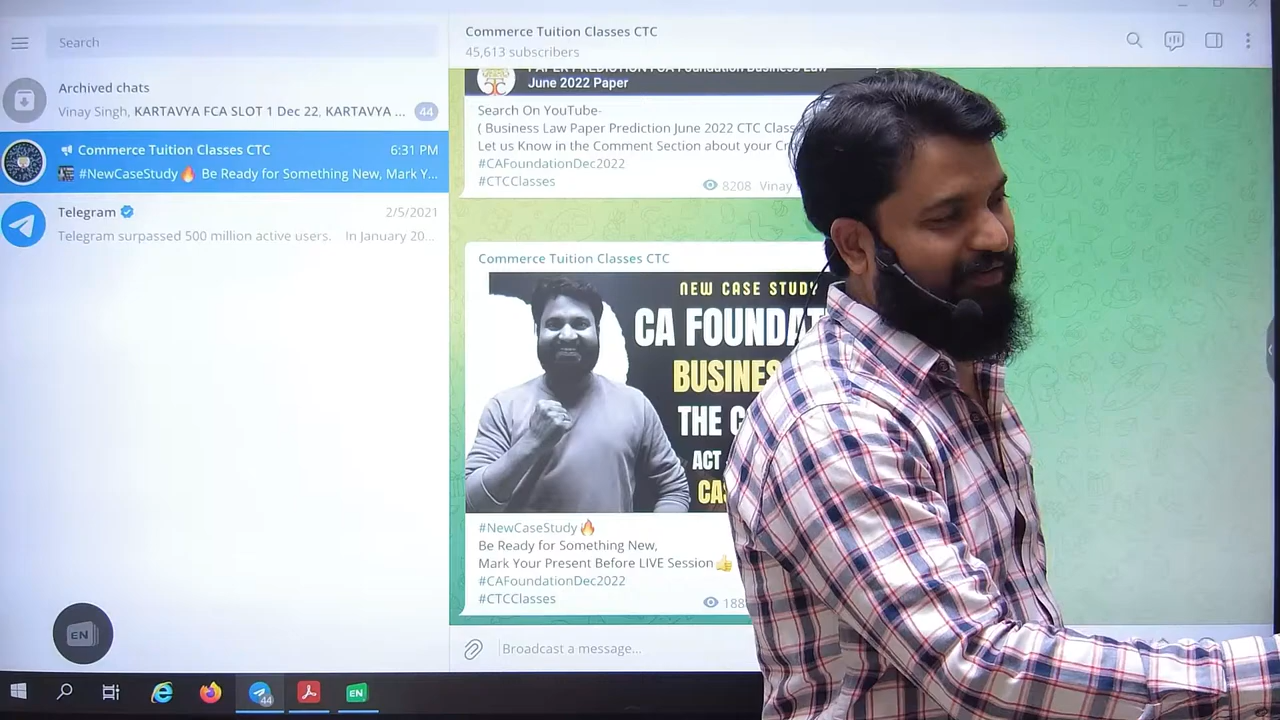 Search
Archived chats
Vinay Singh, KARTAVYA FCA SLOT 1 Dec 22, KARTAVYA ...
44
Commerce Tuition Classes CTC
6:31 PM
#NewCaseStudy🔥 Be Ready for Something New, Mark Y...
Telegram
2/5/2021
Telegram surpassed 500 million active users. In January 20...
EN
Commerce Tuition Classes CTC
45,613 subscribers
June 2022 Paper
Search On YouTube-
( Business Law Paper Prediction June 2022 CTC Class
Let us Know in the Comment Section about your
#CAFoundationDec2022
#CTCClasses
8208 Vinay
Commerce Tuition Classes CTC
NEW CASE STUDY
CA FOUNDAT
BUSINES
THE C
ACT
CAS
#NewCaseStudy🔥
Be Ready for Something New,
Mark Your Present Before LIVE Session👍
#CAFoundationDec2022
#CTCClasses
188
Broadcast a message...
44
EN